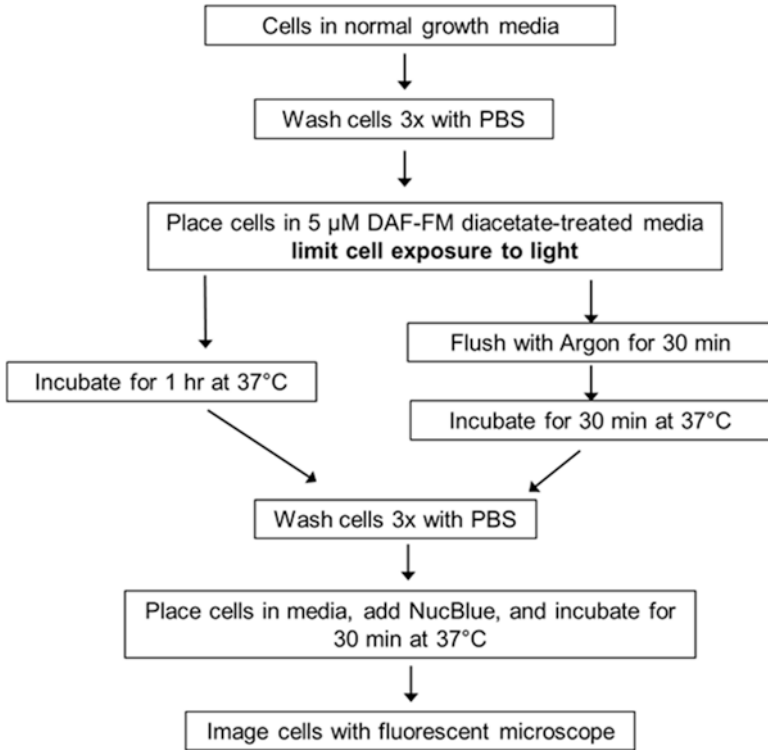 Cells in normal growth media
Wash cells 3x with PBS
Place cells in 5 µM DAF-FM diacetate-treated media
limit cell exposure to light
Incubate for 1 hr at 37°C
Flush with Argon for 30 min
Incubate for 30 min at 37°C
Wash cells 3x with PBS
Place cells in media, add NucBlue, and incubate for
30 min at 37°C
Image cells with fluorescent microscope